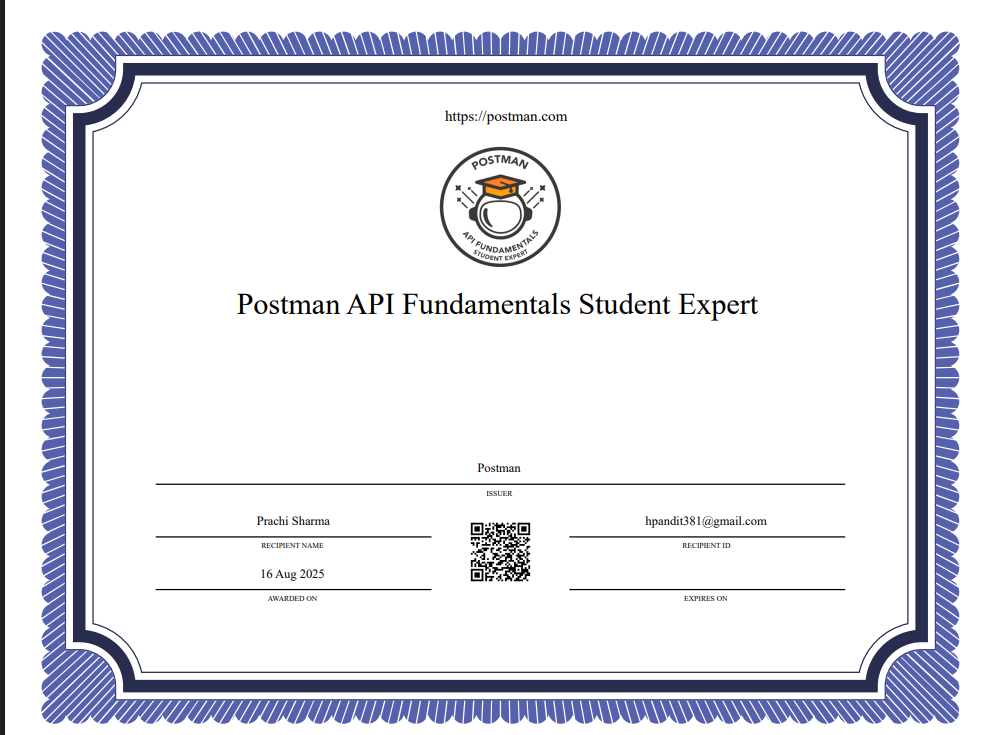 https://postman.com
POSTMAN
API FUNDAMENTALS
STUDENT EXPERT
Postman API Fundamentals Student Expert
Postman
ISSUER
Prachi Sharma
RECIPIENT NAME
hpandit381@gmail.com
RECIPIENT ID
16 Aug 2025
AWARDED ON
EXPIRES ON